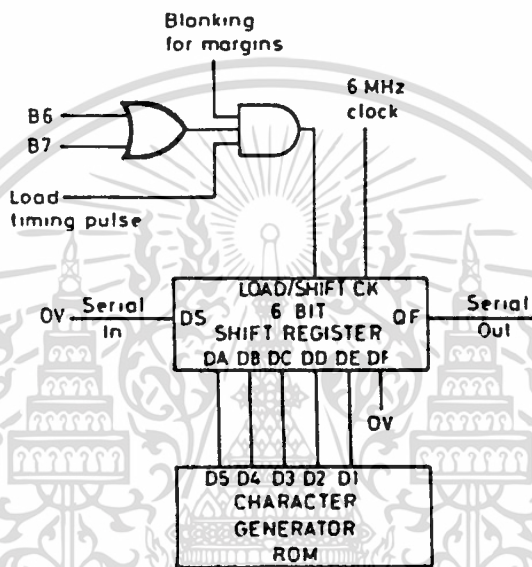 Blanking
for margins
6 MHz
clock
B6
B7
Load
timing pulse
LOAD/SHIFT CK
0V Serial In DS 6 BIT QF Serial Out
SHIFT REGISTER
DA DB DC DD DE DF
0V
D5 D4 D3 D2 D1
CHARACTER
GENERATOR
ROM